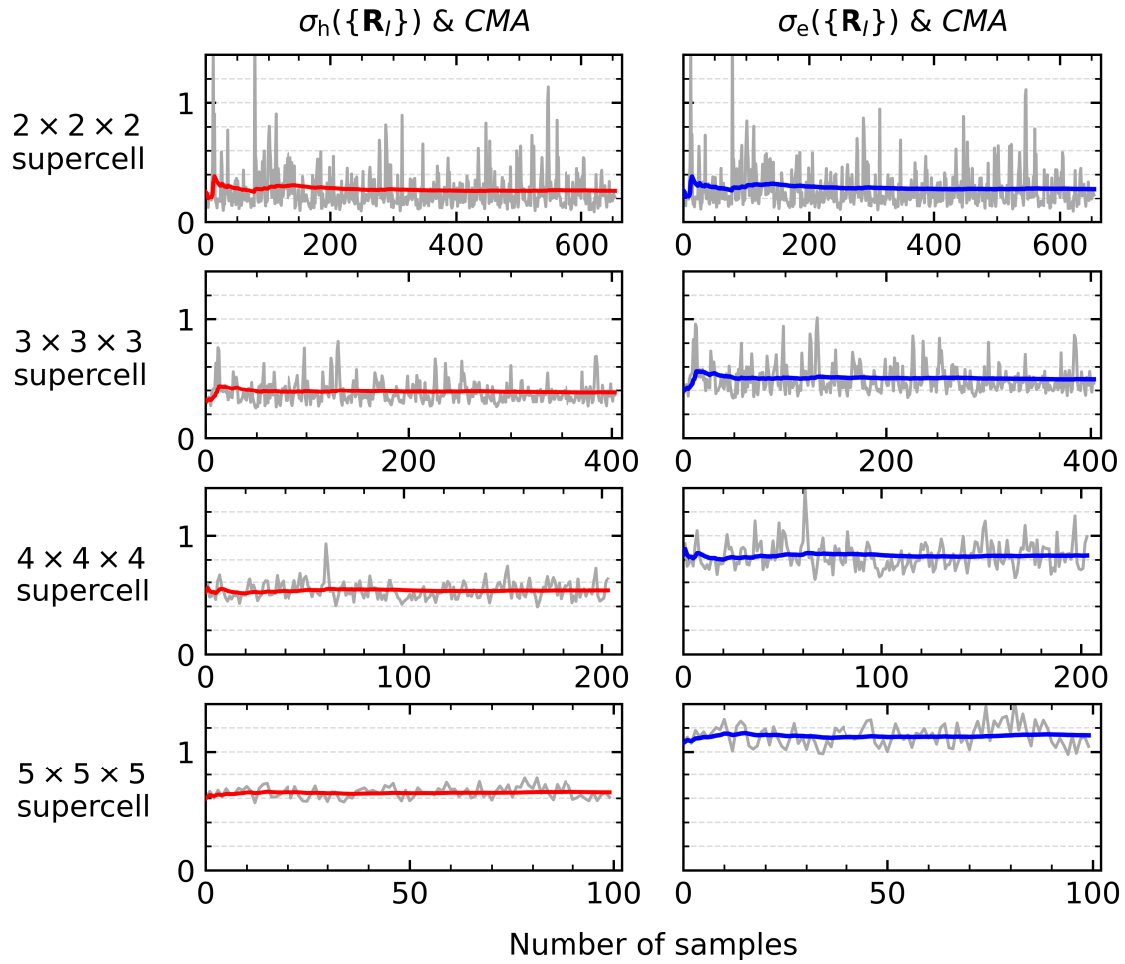 σh({R_I}) & CMA
σe({R_I}) & CMA
2 × 2 × 2
supercell
1
0
0 200 400 600
0 200 400 600
3 × 3 × 3
supercell
1
0
0 200 400
0 200 400
4 × 4 × 4
supercell
1
0
0 100 200
0 100 200
5 × 5 × 5
supercell
1
0
0 50 100
0 50 100
Number of samples